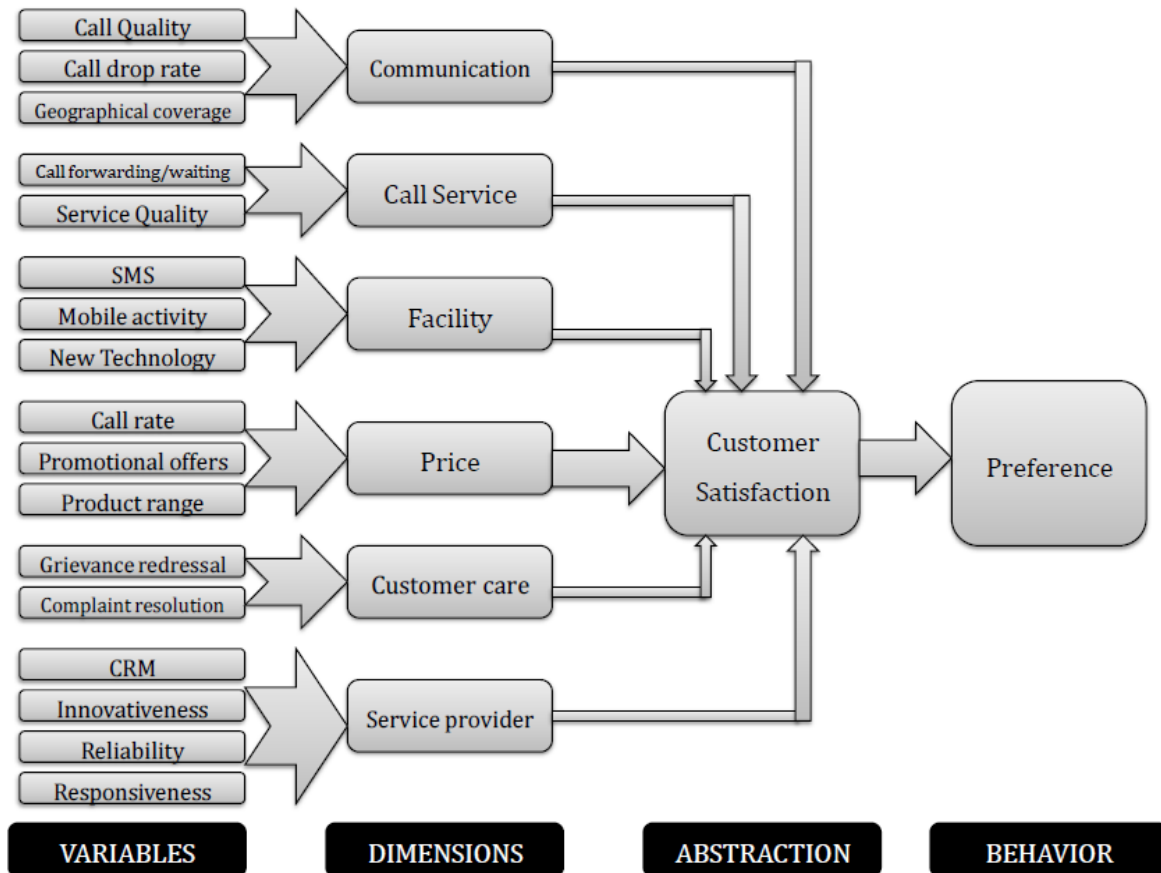 Call Quality
Call drop rate
Geographical coverage
Communication
Call forwarding/waiting
Service Quality
Call Service
SMS
Mobile activity
New Technology
Facility
Call rate
Promotional offers
Product range
Price
Customer
Satisfaction
Preference
Grievance redressal
Complaint resolution
Customer care
CRM
Innovativeness
Reliability
Responsiveness
Service provider
VARIABLES
DIMENSIONS
ABSTRACTION
BEHAVIOR